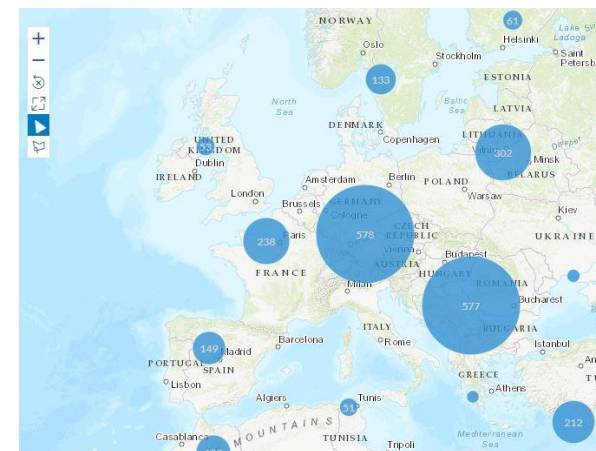 NORWAY
61
Helsinki
Lake
Ladoga
Oslo
Saint
Petersb
Stockholm
133
ESTONIA
North
Sea
Baltic
Sea
LATVIA
DENMARK
Copenhagen
LITHUANIA
302
Minsk
BELARUS
UNITED
KINGDOM
Dublin
IRELAND
Amsterdam
Berlin
POLAND
London
Warsaw
Brussels
GERMANY
Cologne
Kiev
238
Paris
578
CZECH
REPUBLIC
UKRAINE
Vienna
Budapest
FRANCE
AUSTRIA
HUNGARY
Milan
ROMANIA
577
Bucharest
ITALY
BULGARIA
149
Madrid
Barcelona
Rome
Istanbul
PORTUGAL
SPAIN
GREECE
An
Lisbon
Athens
T
Algiers
51
Tunis
212
Casablanca
MOUNTAINS
TUNISIA
Mediterranean
Sea
Tripoli